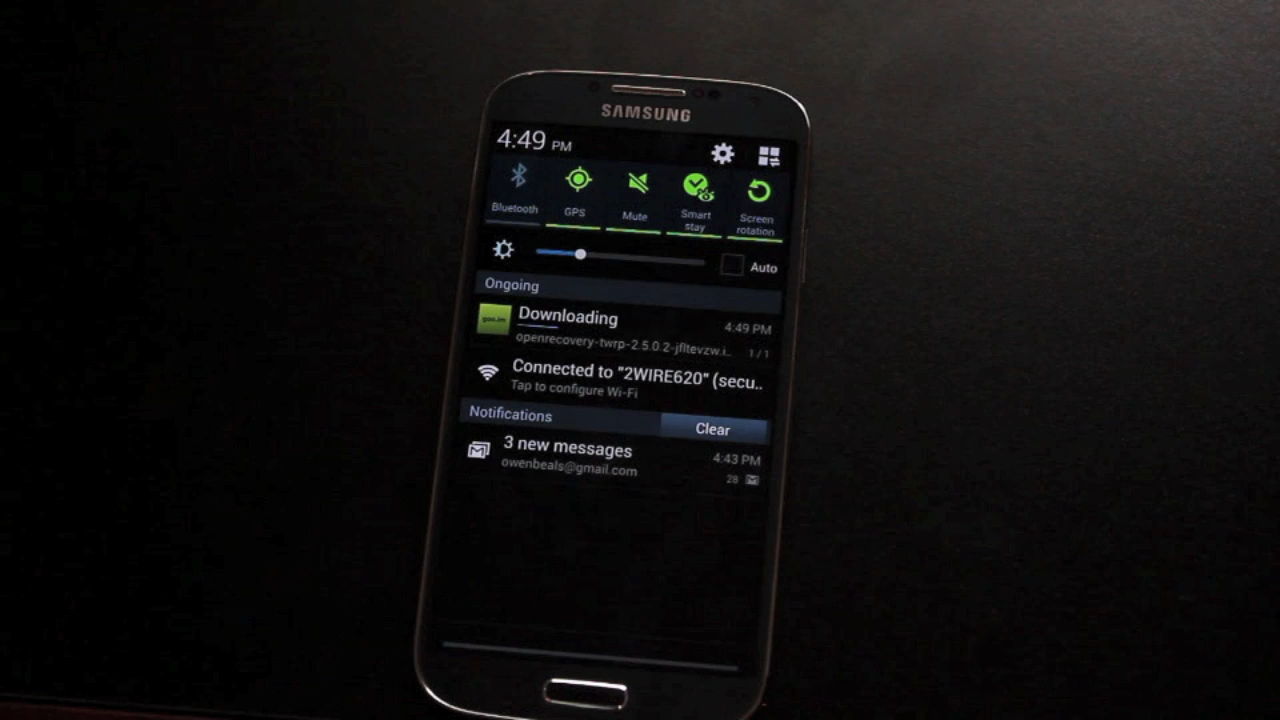 SAMSUNG
4:49 PM
Bluetooth
GPS
Mute
Smart stay
Screen rotation
Auto
Ongoing
goo.im
Downloading
4:49 PM
openrecovery-twrp-2.5.0.2-jfltevzw.i..
1/1
Connected to "2WIRE620" (secu..
Tap to configure Wi-Fi
Notifications
Clear
3 new messages
4:43 PM
owenbeals@gmail.com
28